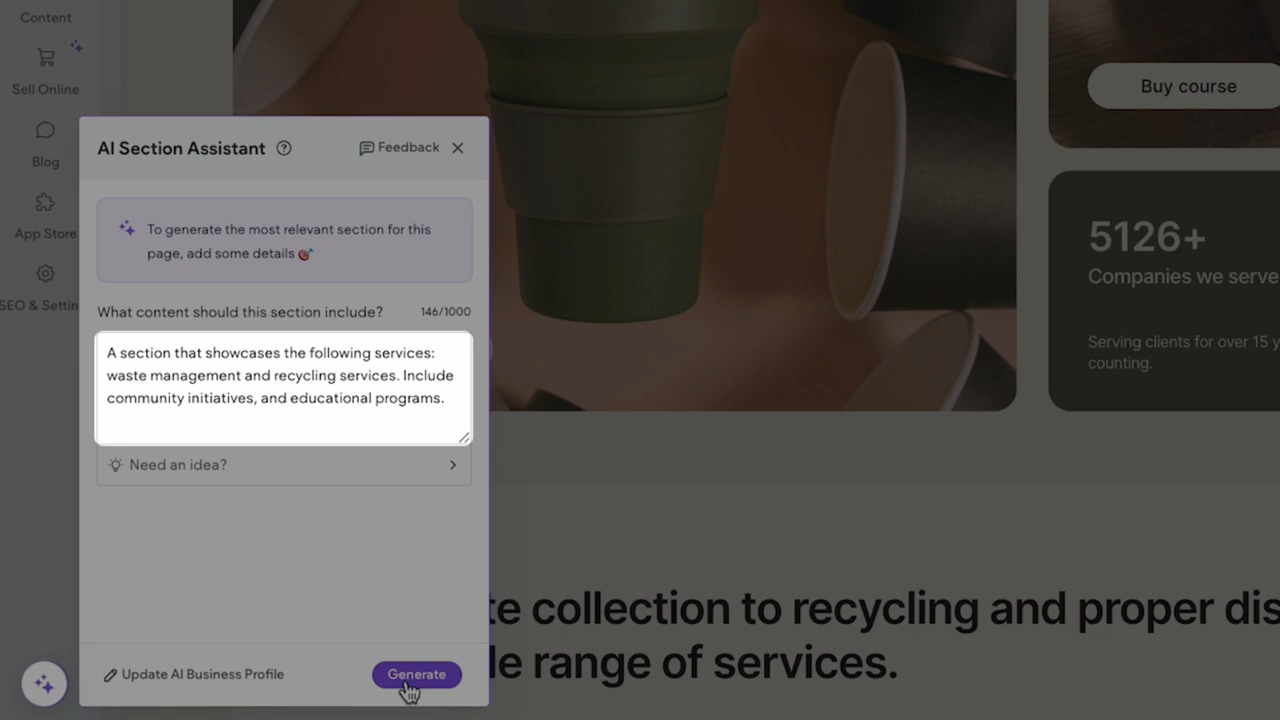 Content
Sell Online
Blog
App Store
SEO & Settin
AI Section Assistant
Feedback
To generate the most relevant section for this
page, add some details
What content should this section include?
146/1000
A section that showcases the following services:
waste management and recycling services. Include
community initiatives, and educational programs.
Need an idea?
Update AI Business Profile
Generate
Buy course
5126+
Companies we serve
Serving clients for over 15 y
counting.
te collection to recycling and proper dis
le range of services.